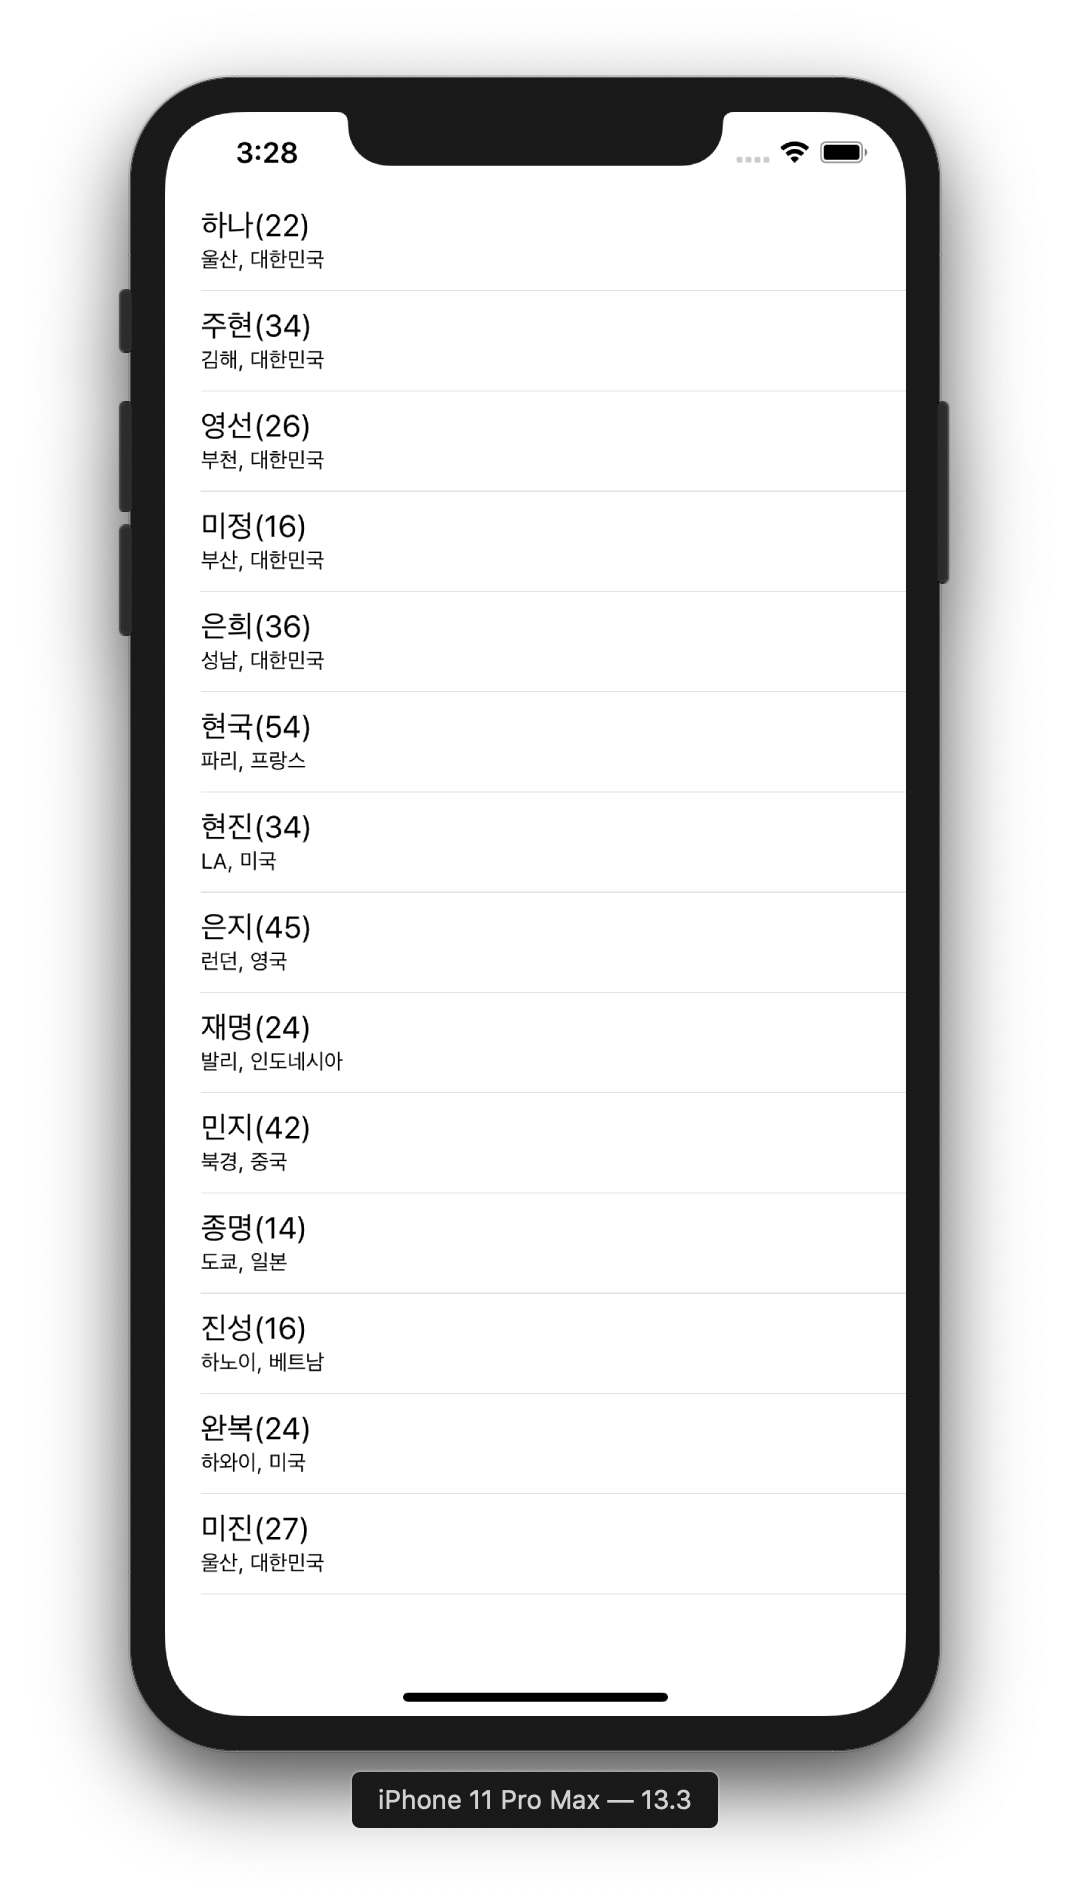 3:28
하나(22)
울산, 대한민국
주현(34)
김해, 대한민국
영선(26)
부천, 대한민국
미정(16)
부산, 대한민국
은희(36)
성남, 대한민국
현국(54)
파리, 프랑스
현진(34)
LA, 미국
은지(45)
런던, 영국
재명(24)
발리, 인도네시아
민지(42)
북경, 중국
종명(14)
도쿄, 일본
진성(16)
하노이, 베트남
완복(24)
하와이, 미국
미진(27)
울산, 대한민국
iPhone 11 Pro Max — 13.3